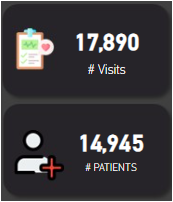 17,890
# Visits
14,945
# PATIENTS